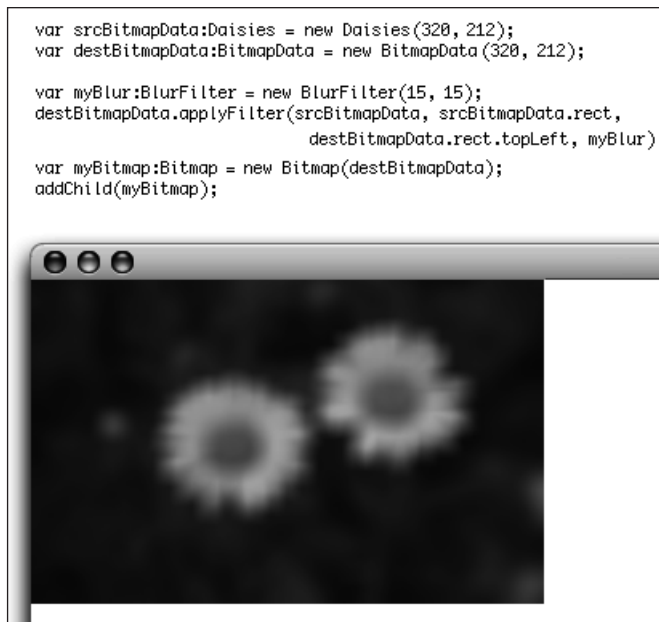 var srcBitmapData:Daisies = new Daisies(320, 212);
var destBitmapData:BitmapData = new BitmapData(320, 212);
var myBlur:BlurFilter = new BlurFilter(15, 15);
destBitmapData.applyFilter(srcBitmapData, srcBitmapData.rect,
destBitmapData.rect.topLeft, myBlur)
var myBitmap:Bitmap = new Bitmap(destBitmapData);
addChild(myBitmap);